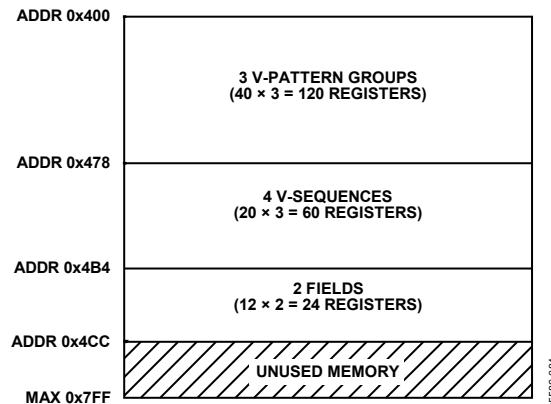 ADDR 0x400
3 V-PATTERN GROUPS
(40 × 3 = 120 REGISTERS)
ADDR 0x478
4 V-SEQUENCES
(20 × 3 = 60 REGISTERS)
ADDR 0x4B4
2 FIELDS
(12 × 2 = 24 REGISTERS)
ADDR 0x4CC
UNUSED MEMORY
MAX 0x7FF